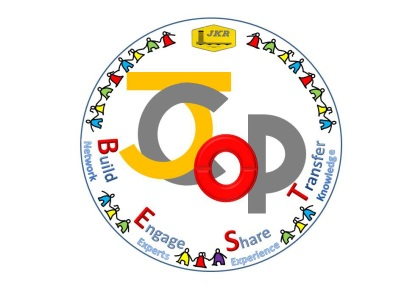 JKR
JCOP
Build
Network
Engage
Experts
Share
Experience
Transfer
Knowledge